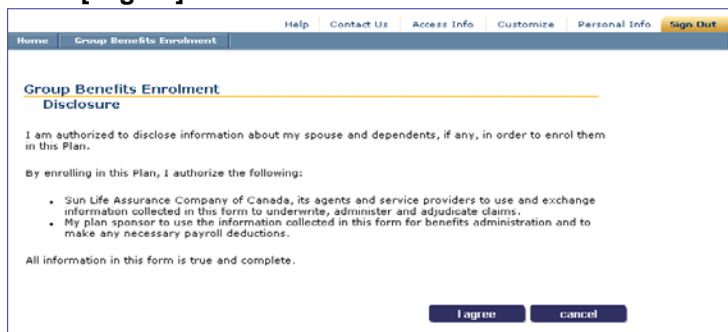 Help Contact Us Access Info Customize Personal Info Sign Out
Home Group Benefits Enrolment
Group Benefits Enrolment
Disclosure
I am authorized to disclose information about my spouse and dependents, if any, in order to enrol them
in this Plan.
By enrolling in this Plan, I authorize the following:
• Sun Life Assurance Company of Canada, its agents and service providers to use and exchange
information collected in this form to underwrite, administer and adjudicate claims.
• My plan sponsor to use the information collected in this form for benefits administration and to
make any necessary payroll deductions.
All information in this form is true and complete.
I agree cancel